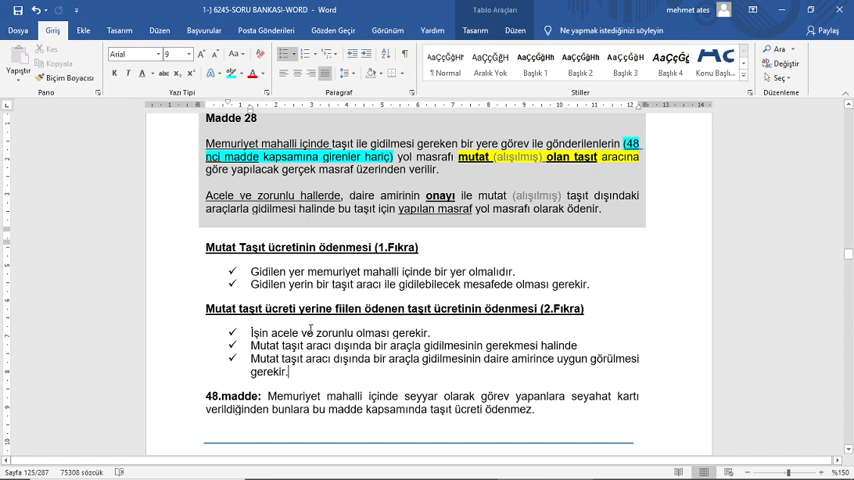 1-) 6245-SORU BANKASI-WORD - Word
Tablo Araçları
mehmet ates
Dosya Giriş Ekle Tasarım Düzen Başvurular Posta Gönderileri Gözden Geçir Görünüm Yardım Tasarım Düzen Ne yapmak istediğinizi söyleyin Paylaş
Yapıştır
Kes
Kopyala
Biçim Boyacısı
Pano
Arial 9
Yazı Tipi
Paragraf
AaÇçĞğHh AaÇçĞğHh AaÇçĞğHh AaÇçĞğHh AaÇçĞğHh AaÇçĞğ
¶ Normal Aralık Yok Başlık 1 Başlık 2 Başlık 3 Başlık 4 Konu Başlı...
Stiller
Ara
Değiştir
Seç
Düzenleme
Madde 28
Memuriyet mahalli içinde taşıt ile gidilmesi gereken bir yere görev ile gönderilenlerin (48
nci madde kapsamına girenler hariç) yol masrafı mutat (alışılmış) olan taşıt aracına
göre yapılacak gerçek masraf üzerinden verilir.
Acele ve zorunlu hallerde, daire amirinin onayı ile mutat (alışılmış) taşıt dışındaki
araçlarla gidilmesi halinde bu taşıt için yapılan masraf yol masrafı olarak ödenir.
Mutat Taşıt ücretinin ödenmesi (1.Fıkra)
✓ Gidilen yer memuriyet mahalli içinde bir yer olmalıdır.
✓ Gidilen yerin bir taşıt aracı ile gidilebilecek mesafede olması gerekir.
Mutat taşıt ücreti yerine fiilen ödenen taşıt ücretinin ödenmesi (2.Fıkra)
✓ İşin acele ve zorunlu olması gerekir.
✓ Mutat taşıt aracı dışında bir araçla gidilmesinin gerekmesi halinde
✓ Mutat taşıt aracı dışında bir araçla gidilmesinin daire amirince uygun görülmesi
gerekir.
48.madde: Memuriyet mahalli içinde seyyar olarak görev yapanlara seyahat kartı
verildiğinden bunlara bu madde kapsamında taşıt ücreti ödenmez.
Sayfa 125/287 75308 sözcük
%150